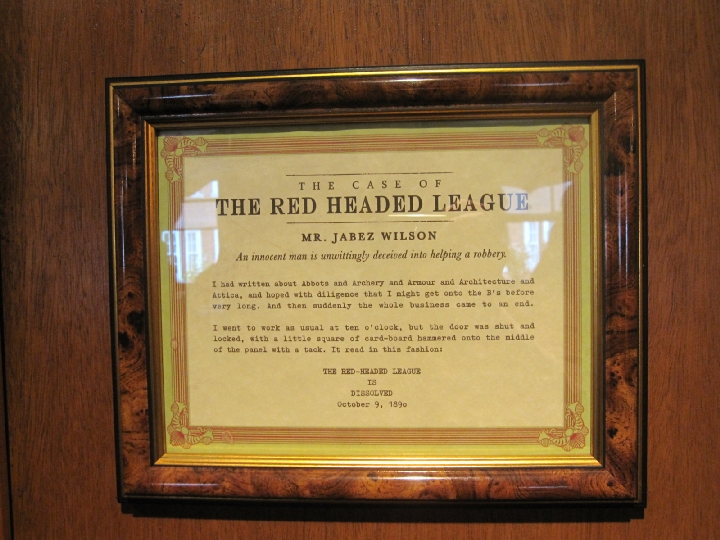 THE CASE OF
THE RED HEADED LEAGUE
MR. JABEZ WILSON
An innocent man is unwittingly deceived into helping a robbery.
I had written about Abbots and Archery and Armour and Architecture and
Attica, and hoped with diligence that I might get onto the B's before
very long. And then suddenly the whole business came to an end.
I went to work as usual at ten o'clock, but the door was shut and
locked, with a little square of card-board hammered onto the middle
of the panel with a tack. It read in this fashion:
THE RED-HEADED LEAGUE
IS
DISSOLVED
October 9, 1890